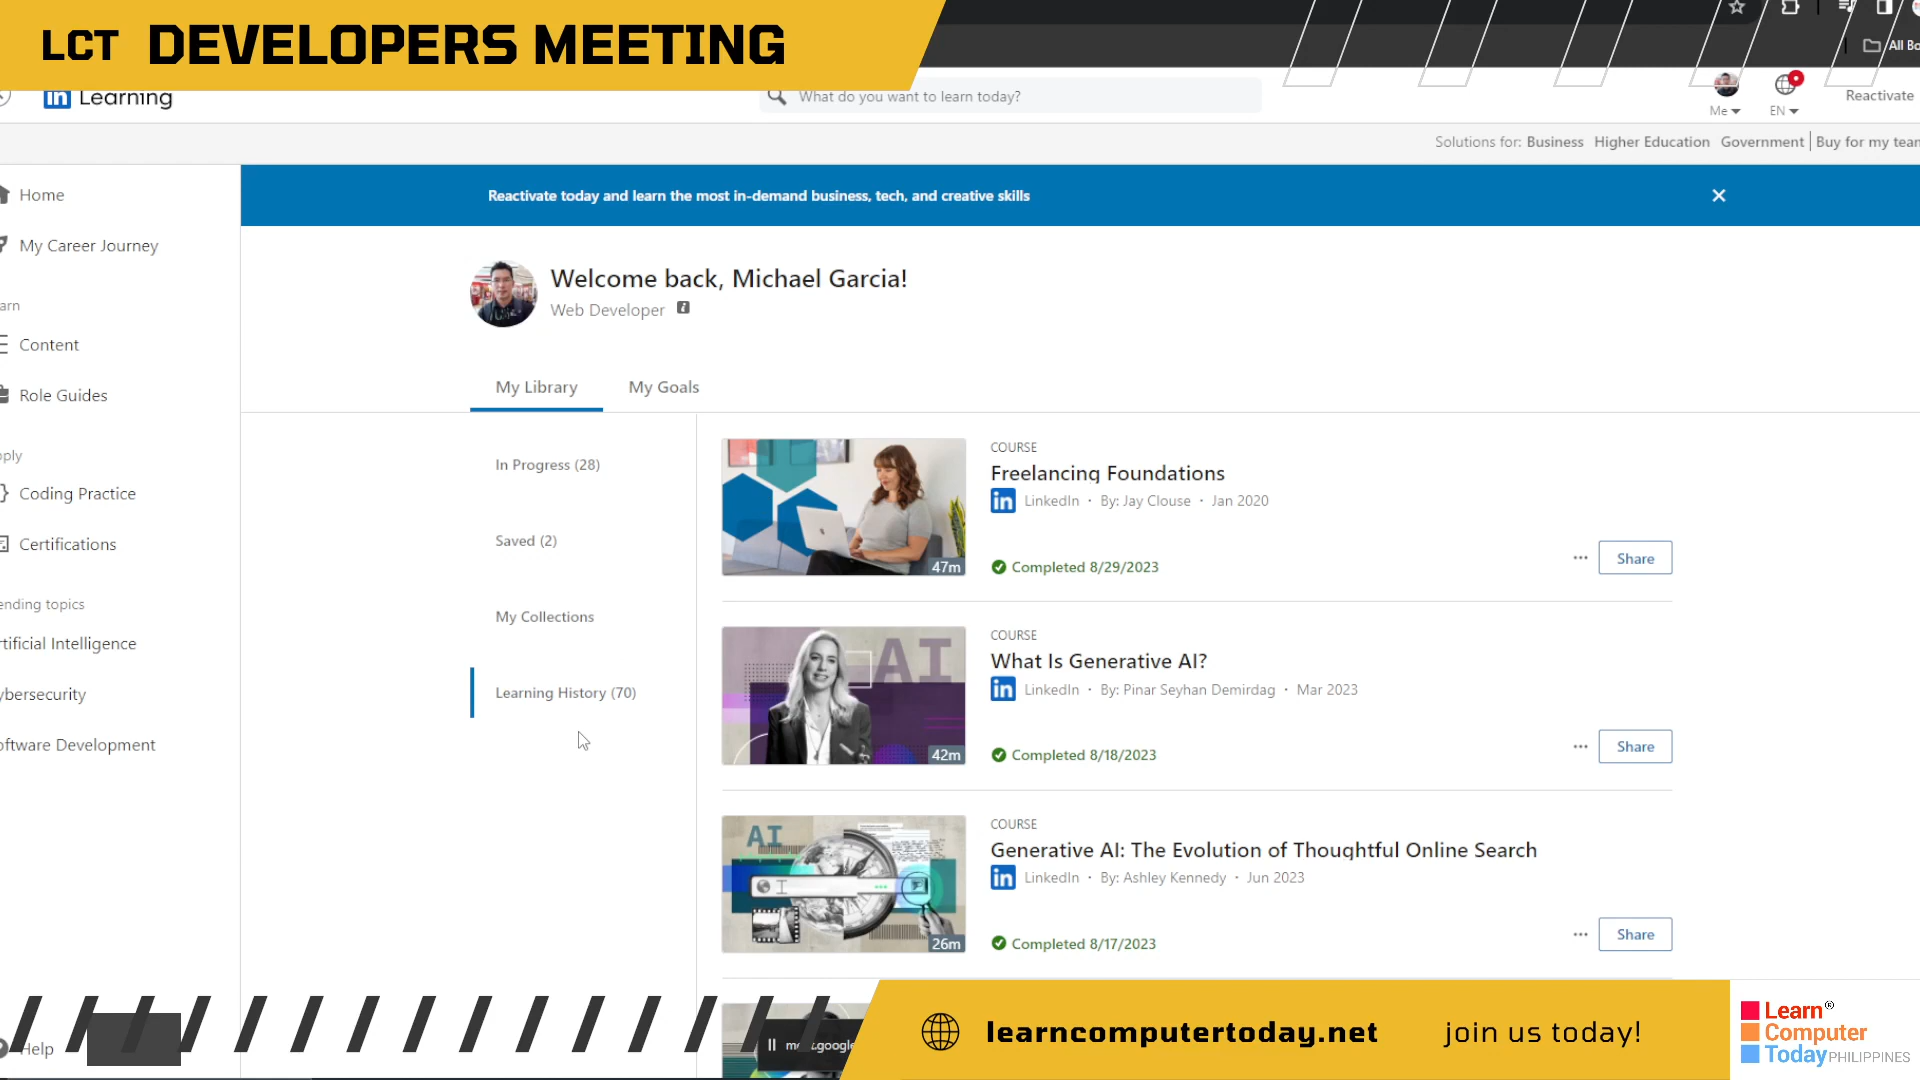 LCT DEVELOPERS MEETING
All Bo
in Learning
What do you want to learn today?
Me
EN
Reactivate
Solutions for: Business Higher Education Government Buy for my team
Home
My Career Journey
arn
Content
Role Guides
pply
Coding Practice
Certifications
ending topics
rtificial Intelligence
ybersecurity
oftware Development
Help
Reactivate today and learn the most in-demand business, tech, and creative skills
Welcome back, Michael Garcia!
Web Developer
My Library
My Goals
In Progress (28)
Saved (2)
My Collections
Learning History (70)
47m
COURSE
Freelancing Foundations
in LinkedIn · By: Jay Clouse · Jan 2020
Completed 8/29/2023
Share
AI
42m
COURSE
What Is Generative AI?
in LinkedIn · By: Pinar Seyhan Demirdag · Mar 2023
Completed 8/18/2023
Share
AI
26m
COURSE
Generative AI: The Evolution of Thoughtful Online Search
in LinkedIn · By: Ashley Kennedy · Jun 2023
Completed 8/17/2023
Share
learncomputertoday.net
join us today!
Learn®
Computer
Today PHILIPPINES